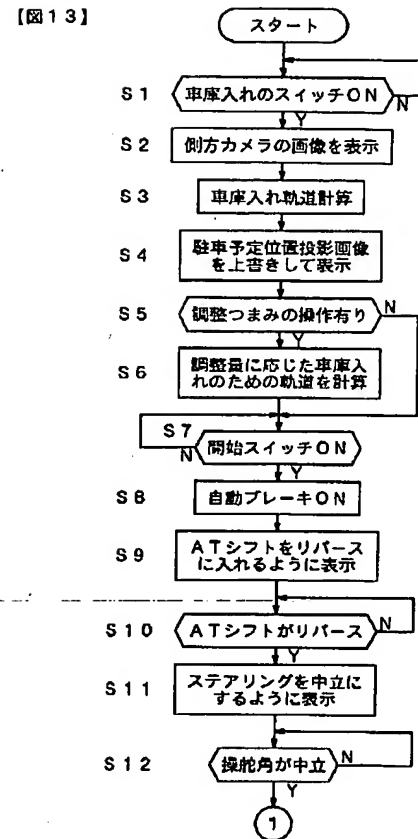 【図13】
スタート
S1 車庫入れのスイッチON
N
Y
S2 側方カメラの画像を表示
S3 車庫入れ軌道計算
S4 駐車予定位置投影画像
を上書きして表示
S5 調整つまみの操作有り
N
Y
S6 調整量に応じた車庫入
れのための軌道を計算
S7 開始スイッチON
N
Y
S8 自動ブレーキON
S9 ATシフトをリバース
に入れるように表示
S10 ATシフトがリバース
N
Y
S11 ステアリングを中立に
するように表示
S12 操舵角が中立
N
Y
1